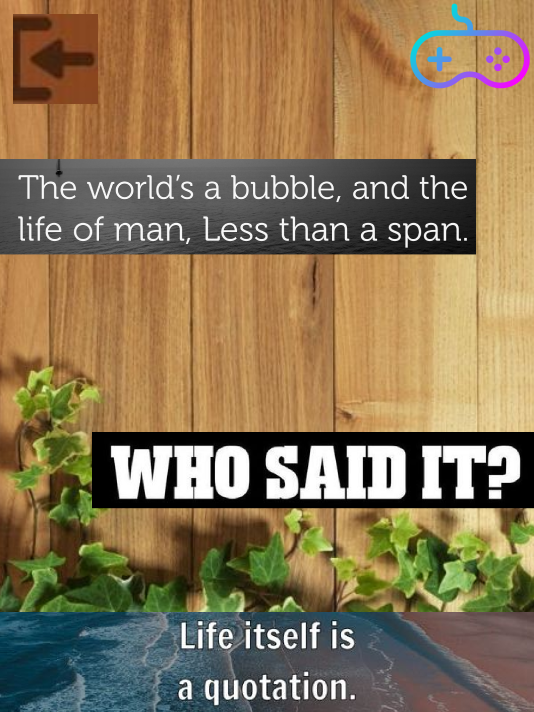 The world’s a bubble, and the
life of man, Less than a span.
WHO SAID IT?
Life itself is
a quotation.